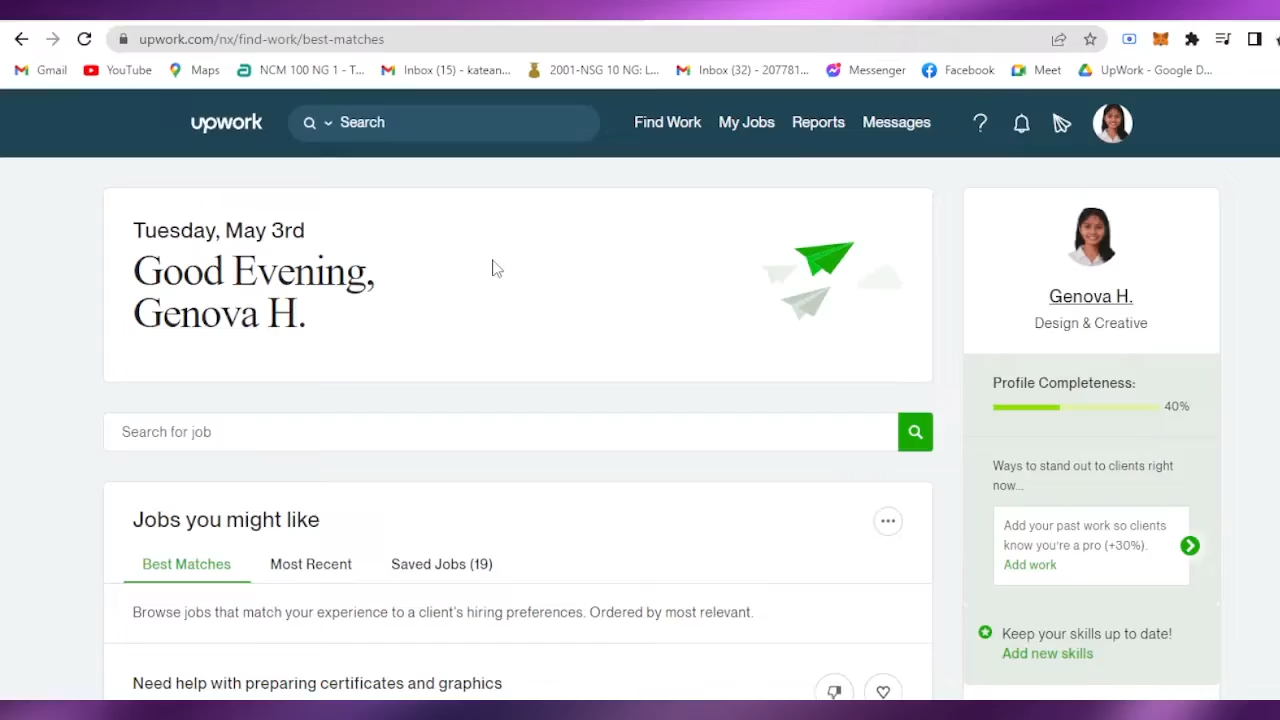 upwork.com/nx/find-work/best-matches
Gmail YouTube Maps NCM 100 NG 1 - T... Inbox (15) - katean... 2001-NSG 10 NG: L... Inbox (32) - 207781... Messenger Facebook Meet UpWork - Google D...
upwork Search Find Work My Jobs Reports Messages
Tuesday, May 3rd
Good Evening,
Genova H.
Genova H.
Design & Creative
Profile Completeness:
40%
Search for job
Ways to stand out to clients right
now...
Jobs you might like
Add your past work so clients
know you're a pro (+30%).
Add work
Best Matches Most Recent Saved Jobs (19)
Browse jobs that match your experience to a client's hiring preferences. Ordered by most relevant.
Keep your skills up to date!
Add new skills
Need help with preparing certificates and graphics